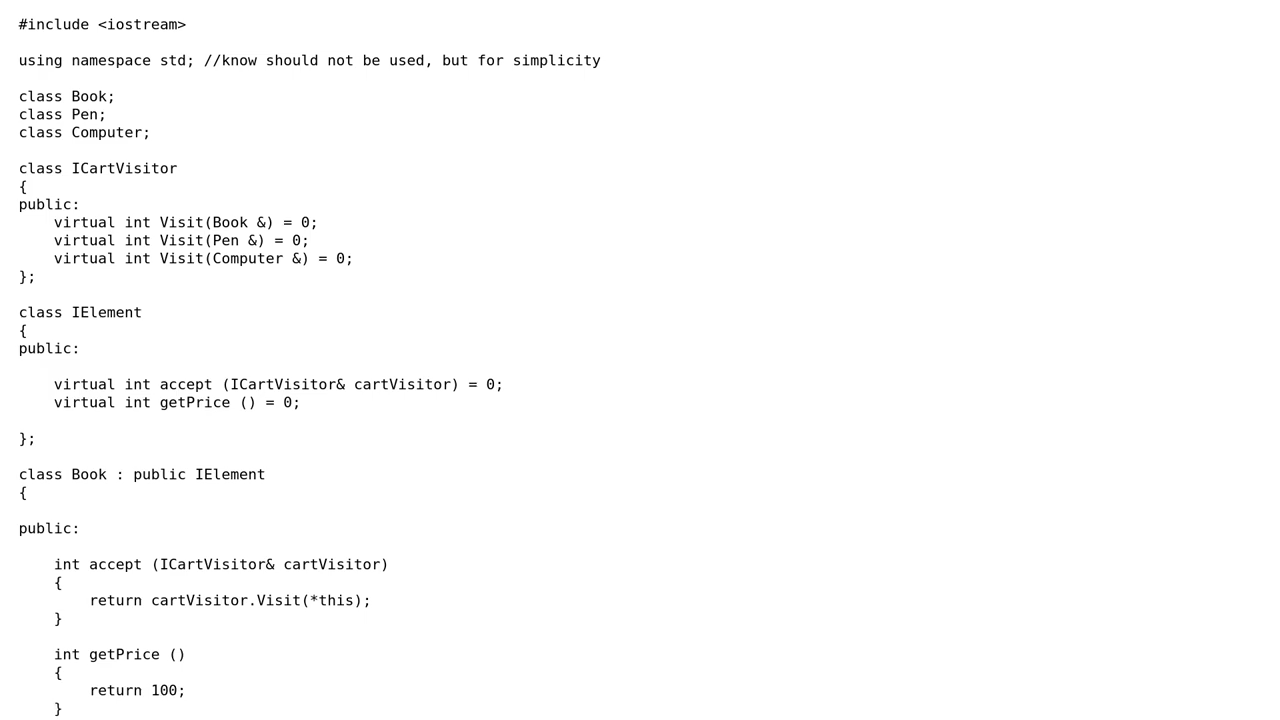 #include <iostream>
using namespace std; //know should not be used, but for simplicity
class Book;
class Pen;
class Computer;
class ICartVisitor
{
public:
    virtual int Visit(Book &) = 0;
    virtual int Visit(Pen &) = 0;
    virtual int Visit(Computer &) = 0;
};
class IElement
{
public:
    virtual int accept (ICartVisitor& cartVisitor) = 0;
    virtual int getPrice () = 0;
};
class Book : public IElement
{
public:
    int accept (ICartVisitor& cartVisitor)
    {
        return cartVisitor.Visit(*this);
    }
    int getPrice ()
    {
        return 100;
    }